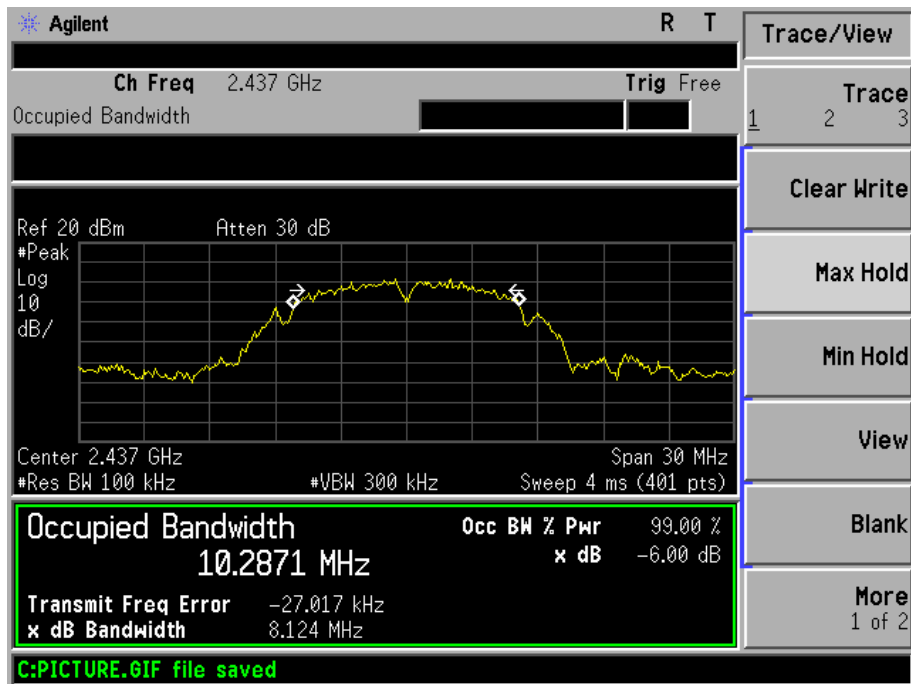 Agilent
R T
Ch Freq 2.437 GHz
Trig Free
Occupied Bandwidth
Ref 20 dBm
Atten 30 dB
#Peak
Log
10
dB/
Center 2.437 GHz
Span 30 MHz
#Res BW 100 kHz
#VBW 300 kHz
Sweep 4 ms (401 pts)
Occupied Bandwidth
10.2871 MHz
Occ BW % Pwr 99.00 %
x dB -6.00 dB
Transmit Freq Error -27.017 kHz
x dB Bandwidth 8.124 MHz
C:PICTURE.GIF file saved
Trace/View
Trace
1 2 3
Clear Write
Max Hold
Min Hold
View
Blank
More
1 of 2